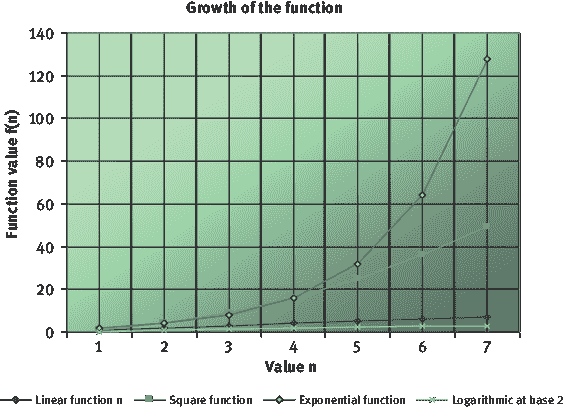 Growth of the function
Function value f(n)
140
120
100
80
60
40
20
0
1 2 3 4 5 6 7
Value n
Linear function n Square function Exponential function Logarithmic at base 2